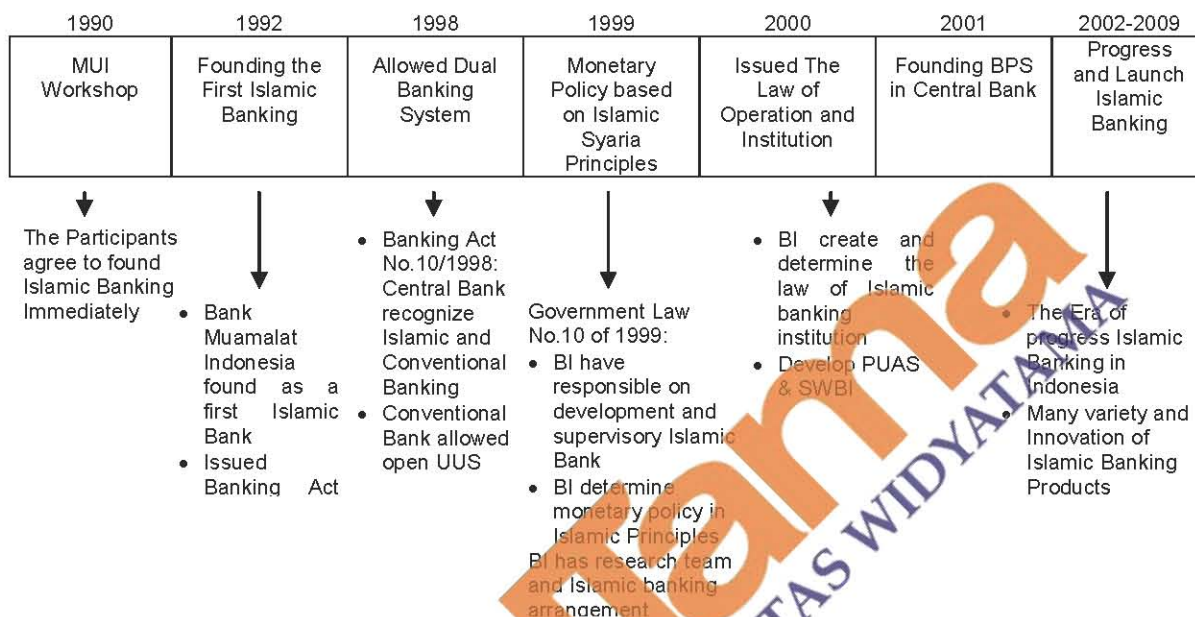 1990
1992
1998
1999
2000
2001
2002-2009
MUI
Workshop
Founding the
First Islamic
Banking
Allowed Dual
Banking
System
Monetary
Policy based
on Islamic
Syaria
Principles
Issued The
Law of
Operation and
Institution
Founding BPS
in Central Bank
Progress
and Launch
Islamic
Banking
The Participants
agree to found
Islamic Banking
Immediately
• Bank
Muamalat
Indonesia
found as a
first Islamic
Bank
• Issued
Banking Act
• Banking Act
No.10/1998:
Central Bank
recognize
Islamic and
Conventional
Banking
• Conventional
Bank allowed
open UUS
Government Law
No.10 of 1999:
• BI have
responsible on
development and
supervisory Islamic
Bank
• BI determine
monetary policy in
Islamic Principles
BI has research team
and Islamic banking
arrangement
• BI create and
determine the
law of Islamic
banking
institution
• Develop PUAS
& SWBI
• The Era of
progress Islamic
Banking in
Indonesia
• Many variety and
Innovation of
Islamic Banking
Products
Tama
TAS WIDYATAMA